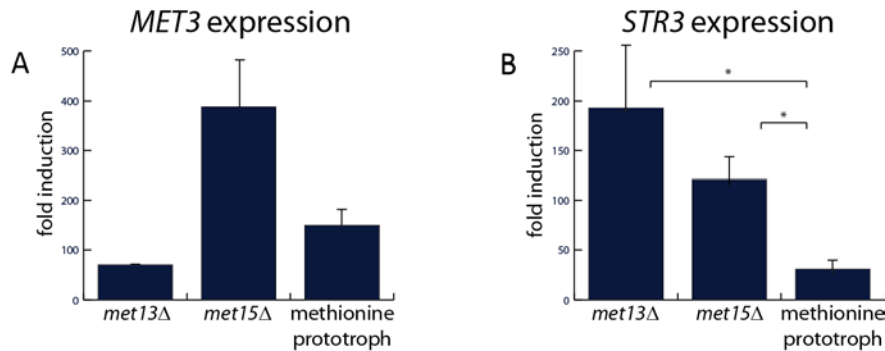 MET3 expression
A
fold induction
500
400
300
200
100
0
met13Δ
met15Δ
methionine
prototroph
STR3 expression
B
fold induction
250
200
150
100
50
0
*
*
met13Δ
met15Δ
methionine
prototroph